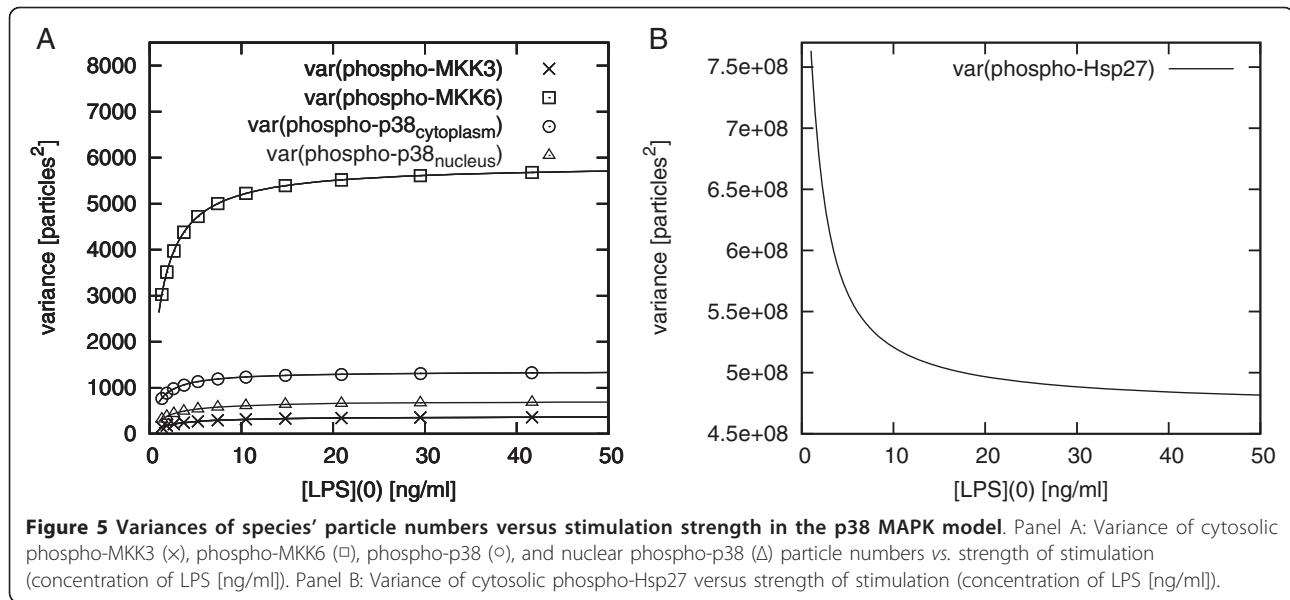 A
8000
7000
6000
5000
4000
3000
2000
1000
0
variance [particles²]
var(phospho-MKK3)
var(phospho-MKK6)
var(phospho-p38cytoplasm)
var(phospho-p38nucleus)
0 10 20 30 40 50
[LPS](0) [ng/ml]
B
7.5e+08
7e+08
6.5e+08
6e+08
5.5e+08
5e+08
4.5e+08
variance [particles²]
var(phospho-Hsp27)
0 10 20 30 40 50
[LPS](0) [ng/ml]
Figure 5 Variances of species' particle numbers versus stimulation strength in the p38 MAPK model. Panel A: Variance of cytosolic
phospho-MKK3 (×), phospho-MKK6 (□), phospho-p38 (○), and nuclear phospho-p38 (Δ) particle numbers vs. strength of stimulation
(concentration of LPS [ng/ml]). Panel B: Variance of cytosolic phospho-Hsp27 versus strength of stimulation (concentration of LPS [ng/ml]).